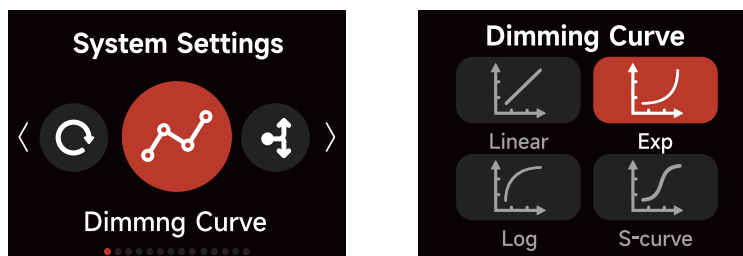 System Settings
Dimmng Curve
Dimming Curve
Linear
Exp
Log
S-curve